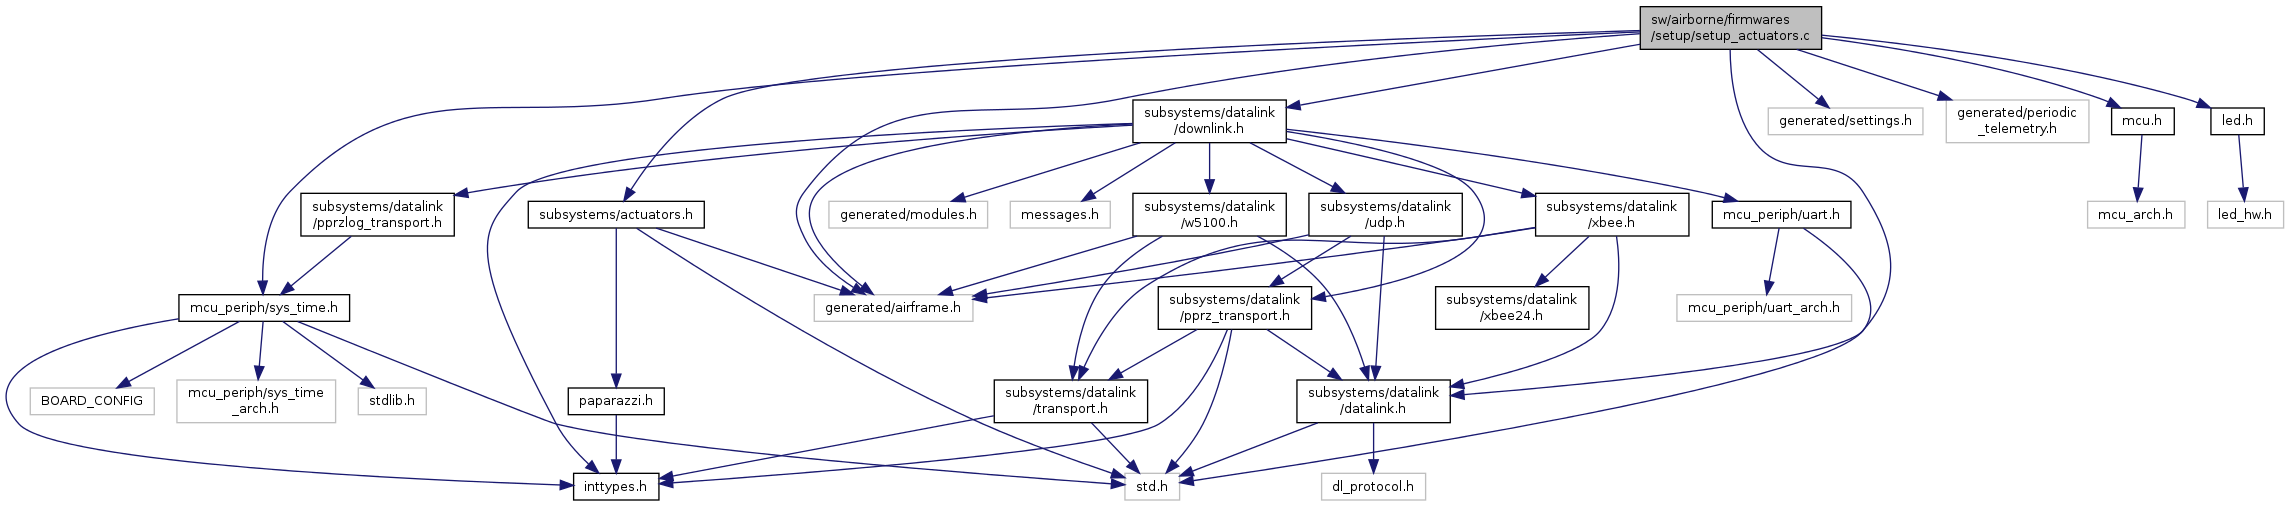 sw/airborne/firmwares
/setup/setup_actuators.c
subsystems/datalink
/downlink.h
generated/settings.h
generated/periodic
_telemetry.h
mcu.h
led.h
subsystems/datalink
/pprzlog_transport.h
subsystems/actuators.h
generated/modules.h
messages.h
subsystems/datalink
/w5100.h
subsystems/datalink
/udp.h
subsystems/datalink
/xbee.h
mcu_periph/uart.h
mcu_arch.h
led_hw.h
mcu_periph/sys_time.h
generated/airframe.h
subsystems/datalink
/pprz_transport.h
subsystems/datalink
/xbee24.h
mcu_periph/uart_arch.h
BOARD_CONFIG
mcu_periph/sys_time
_arch.h
stdlib.h
paparazzi.h
subsystems/datalink
/transport.h
subsystems/datalink
/datalink.h
inttypes.h
std.h
dl_protocol.h